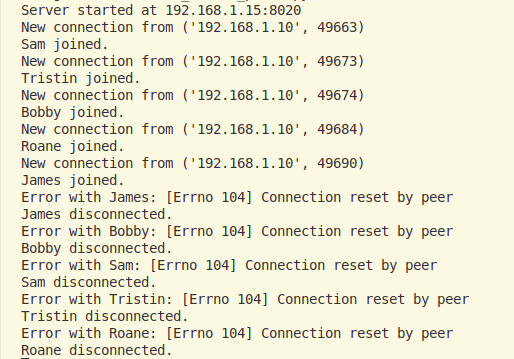 Server started at 192.168.1.15:8020
New connection from ('192.168.1.10', 49663)
Sam joined.
New connection from ('192.168.1.10', 49673)
Tristin joined.
New connection from ('192.168.1.10', 49674)
Bobby joined.
New connection from ('192.168.1.10', 49684)
Roane joined.
New connection from ('192.168.1.10', 49690)
James joined.
Error with James: [Errno 104] Connection reset by peer
James disconnected.
Error with Bobby: [Errno 104] Connection reset by peer
Bobby disconnected.
Error with Sam: [Errno 104] Connection reset by peer
Sam disconnected.
Error with Tristin: [Errno 104] Connection reset by peer
Tristin disconnected.
Error with Roane: [Errno 104] Connection reset by peer
Roane disconnected.